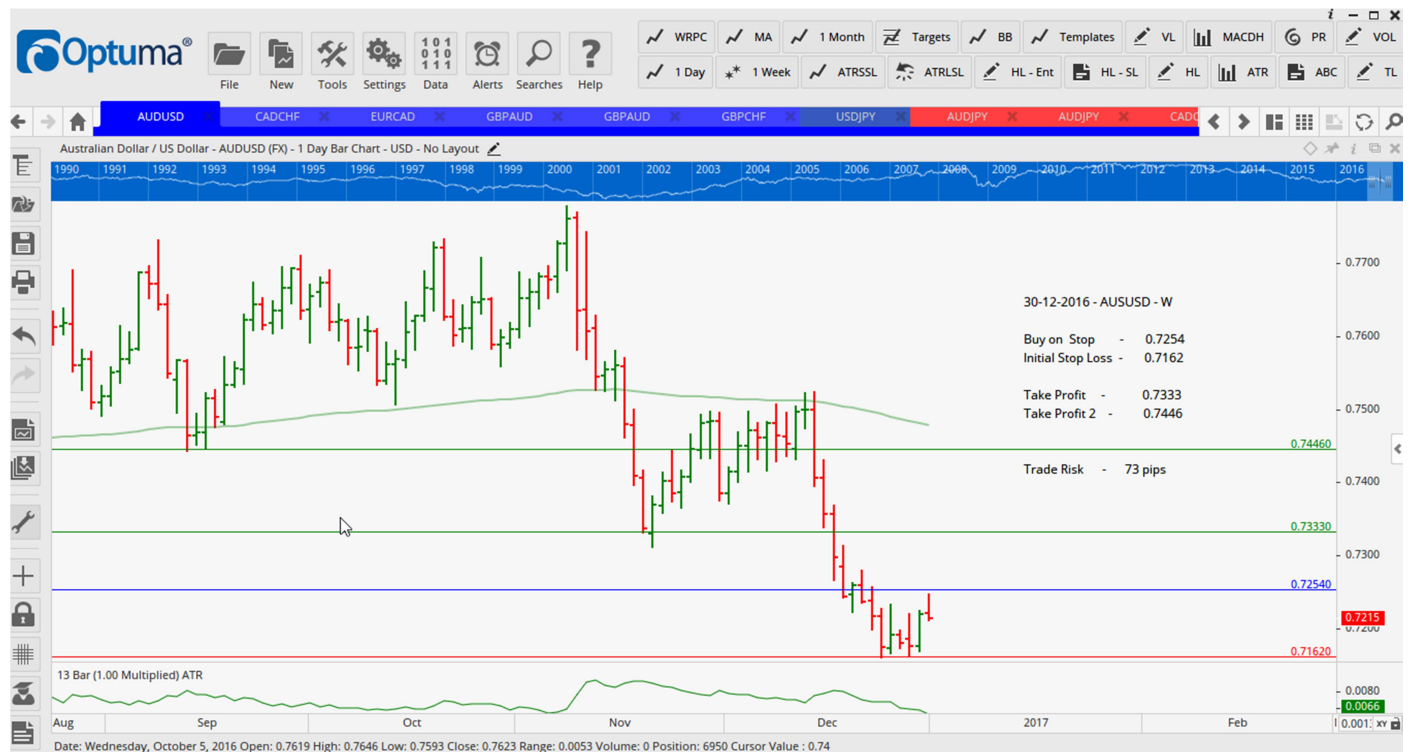 Optuma®
File New Tools Settings Data Alerts Searches Help
WRPC MA 1 Month Targets BB Templates VL MACDH PR VOL
1 Day 1 Week ATRSSL ATRLSL HL - Ent HL - SL HL ATR ABC TL
AUDUSD CADCHF EURCAD GBPAUD GBPAUD GBPCHF USDJPY AUDJPY AUDJPY
Australian Dollar / US Dollar - AUDUSD (FX) - 1 Day Bar Chart - USD - No Layout
1990 1991 1992 1993 1994 1995 1996 1997 1998 1999 2000 2001 2002 2003 2004 2005 2006 2007 2008 2009 2010 2011 2012 2013 2014 2015 2016
0.7700
30-12-2016 - AUSUSD - W
0.7600
Buy on Stop - 0.7254
Initial Stop Loss - 0.7162
Take Profit - 0.7333
Take Profit 2 - 0.7446
0.7500
0.74460
Trade Risk - 73 pips
0.7400
0.73330
0.7300
0.72540
0.7215
0.7200
0.71620
13 Bar (1.00 Multiplied) ATR
0.0080
0.0066
Aug Sep Oct Nov Dec 2017 Feb 0.001 XY
Date: Wednesday, October 5, 2016 Open: 0.7619 High: 0.7646 Low: 0.7593 Close: 0.7623 Range: 0.0053 Volume: 0 Position: 6950 Cursor Value : 0.74